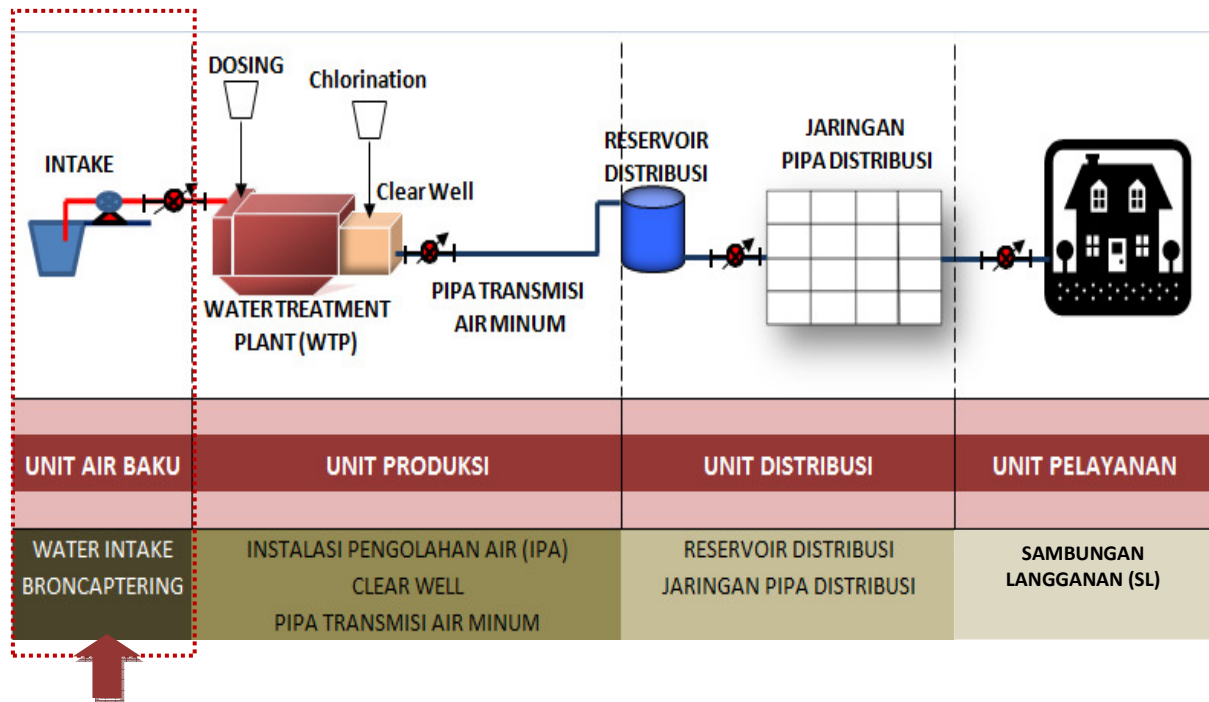 DOSING
Chlorination
INTAKE
Clear Well
WATER TREATMENT
PLANT (WTP)
PIPA TRANSMISI
AIR MINUM
RESERVOIR
DISTRIBUSI
JARINGAN
PIPA DISTRIBUSI
UNIT AIR BAKU
UNIT PRODUKSI
UNIT DISTRIBUSI
UNIT PELAYANAN
WATER INTAKE
BRONCAPTERING
INSTALASI PENGOLAHAN AIR (IPA)
CLEAR WELL
PIPA TRANSMISI AIR MINUM
RESERVOIR DISTRIBUSI
JARINGAN PIPA DISTRIBUSI
SAMBUNGAN
LANGGANAN (SL)